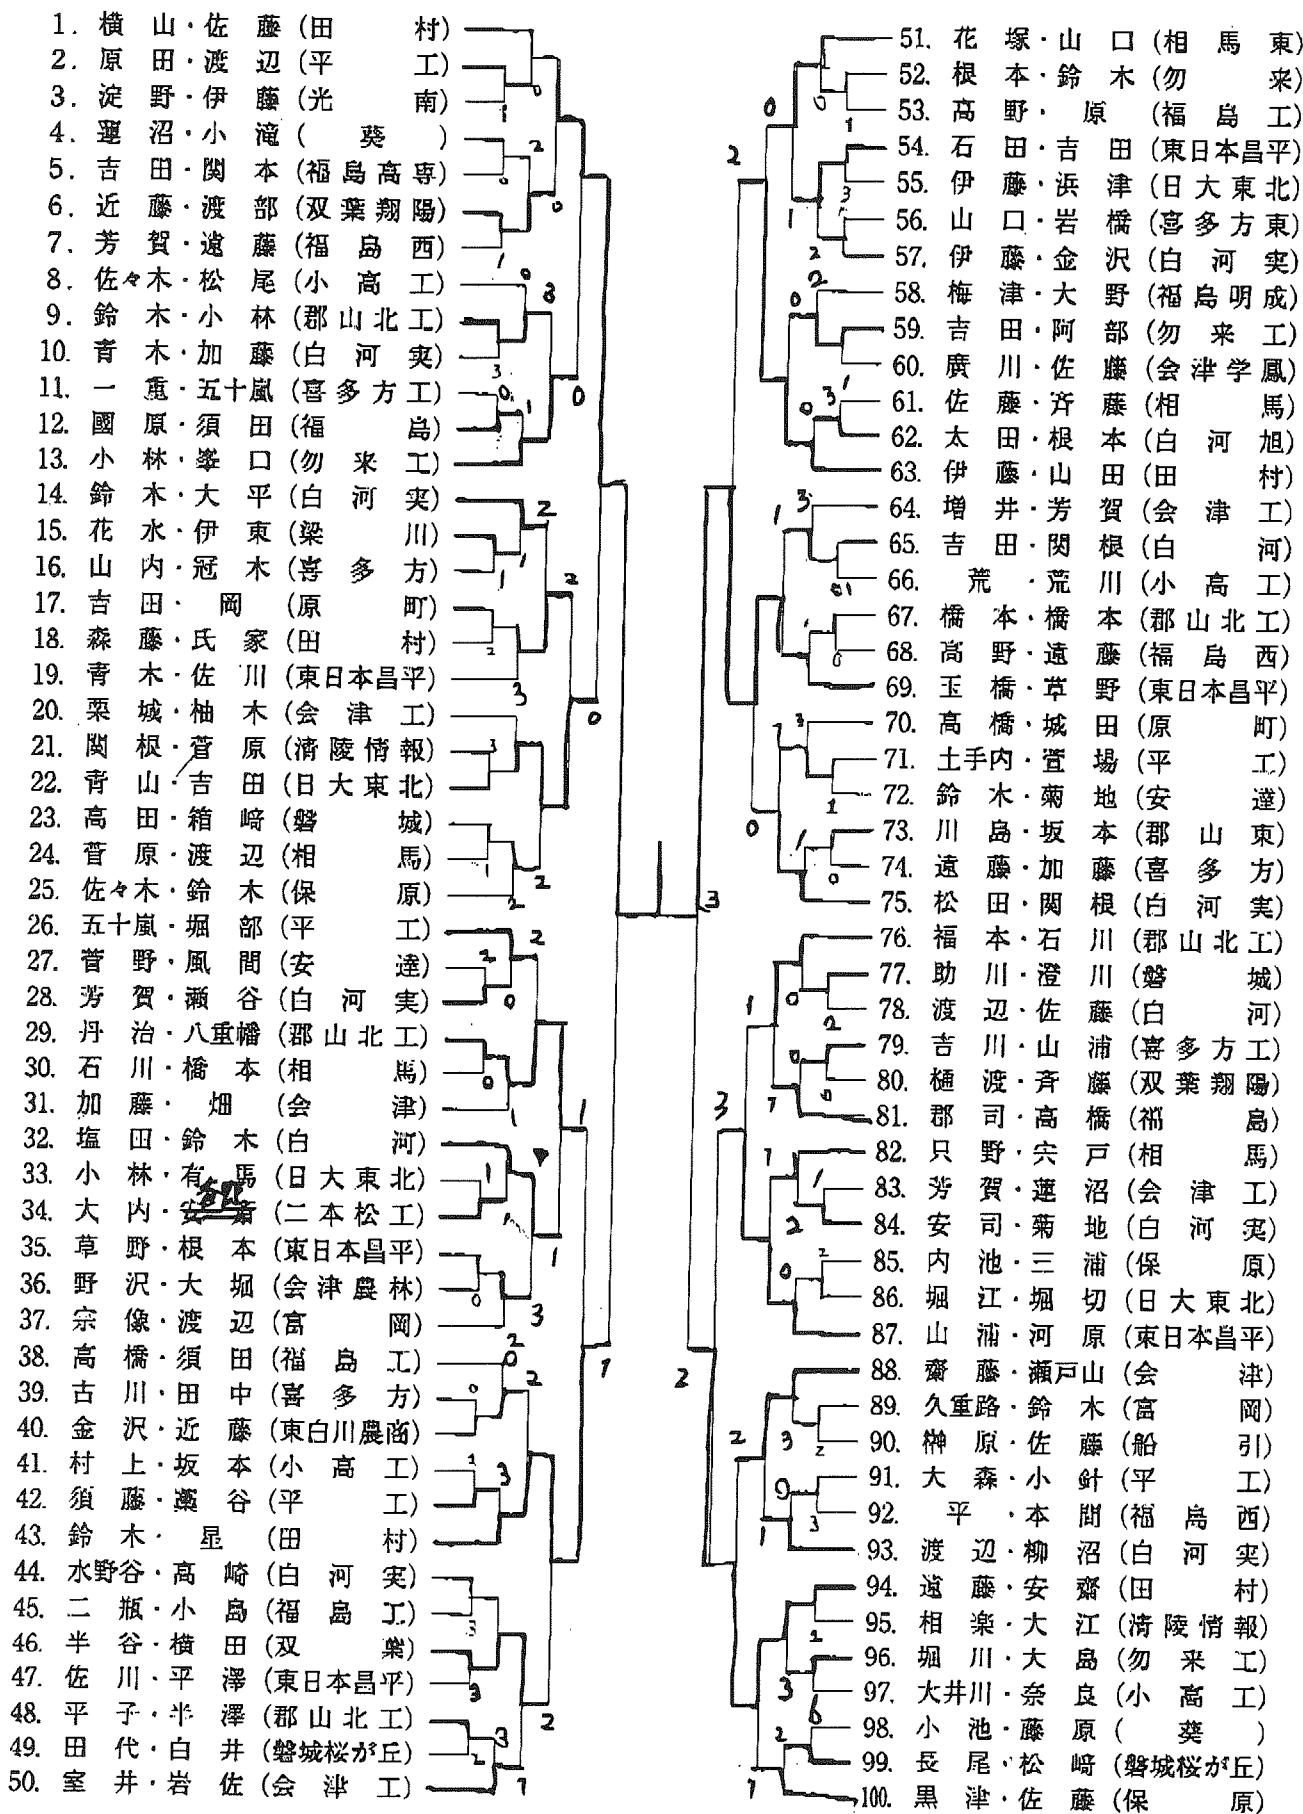 1. 横山・佐藤（田村）
2. 原田・渡辺（平工）
3. 淀野・伊藤（光南）
4. 蓮沼・小滝（葵）
5. 吉田・関本（福島高専）
6. 近藤・渡部（双葉翔陽）
7. 芳賀・遠藤（福島西）
8. 佐々木・松尾（小高工）
9. 鈴木・小林（郡山北工）
10. 青木・加藤（白河実）
11. 一重・五十嵐（喜多方工）
12. 國原・須田（福島）
13. 小林・峯口（勿来工）
14. 鈴木・大平（白河実）
15. 花水・伊東（梁川）
16. 山内・冠木（喜多方）
17. 吉田・岡（原町）
18. 森藤・氏家（田村）
19. 青木・佐川（東日本昌平）
20. 栗城・柚木（会津工）
21. 関根・菅原（清陵情報）
22. 青山・吉田（日大東北）
23. 高田・箱崎（磐城）
24. 菅原・渡辺（相馬）
25. 佐々木・鈴木（保原）
26. 五十嵐・堀部（平工）
27. 菅野・風間（安達）
28. 芳賀・瀬谷（白河実）
29. 丹治・八重幡（郡山北工）
30. 石川・橋本（相馬）
31. 加藤・畑（会津）
32. 塩田・鈴木（白河）
33. 小林・有馬（日大東北）
34. 大内・安斎（二本松工）
35. 草野・根本（東日本昌平）
36. 野沢・大堀（会津農林）
37. 宗像・渡辺（富岡）
38. 高橋・須田（福島工）
39. 古川・田中（喜多方）
40. 金沢・近藤（東白川農商）
41. 村上・坂本（小高工）
42. 須藤・藁谷（平工）
43. 鈴木・星（田村）
44. 水野谷・高崎（白河実）
45. 二瓶・小島（福島工）
46. 半谷・横田（双葉）
47. 佐川・平澤（東日本昌平）
48. 平子・半澤（郡山北工）
49. 田代・白井（磐城桜が丘）
50. 室井・岩佐（会津工）
51. 花塚・山口（相馬東）
52. 根本・鈴木（勿来）
53. 高野・原（福島工）
54. 石田・吉田（東日本昌平）
55. 伊藤・浜津（日大東北）
56. 山口・岩橋（喜多方東）
57. 伊藤・金沢（白河実）
58. 梅津・大野（福島明成）
59. 吉田・阿部（勿来工）
60. 廣川・佐藤（会津学鳳）
61. 佐藤・斉藤（相馬）
62. 太田・根本（白河旭）
63. 伊藤・山田（田村）
64. 増井・芳賀（会津工）
65. 吉田・関根（白河）
66. 荒・荒川（小高工）
67. 橋本・橋本（郡山北工）
68. 高野・遠藤（福島西）
69. 玉橋・草野（東日本昌平）
70. 高橋・城田（原町）
71. 土手内・萱場（平工）
72. 鈴木・菊地（安達）
73. 川島・坂本（郡山東）
74. 遠藤・加藤（喜多方）
75. 松田・関根（白河実）
76. 福本・石川（郡山北工）
77. 助川・澄川（磐城）
78. 渡辺・佐藤（白河）
79. 吉川・山浦（喜多方工）
80. 樋渡・斉藤（双葉翔陽）
81. 郡司・高橋（福島）
82. 只野・宍戸（相馬）
83. 芳賀・蓮沼（会津工）
84. 安司・菊地（白河実）
85. 内池・三浦（保原）
86. 堀江・堀切（日大東北）
87. 山浦・河原（東日本昌平）
88. 齋藤・瀬戸山（会津）
89. 久重路・鈴木（富岡）
90. 榊原・佐藤（船引）
91. 大森・小針（平工）
92. 平・本間（福島西）
93. 渡辺・柳沼（白河実）
94. 遠藤・安齋（田村）
95. 相楽・大江（清陵情報）
96. 堀川・大島（勿来工）
97. 大井川・奈良（小高工）
98. 小池・藤原（葵）
99. 長尾・松崎（磐城桜が丘）
100. 黒津・佐藤（保原）